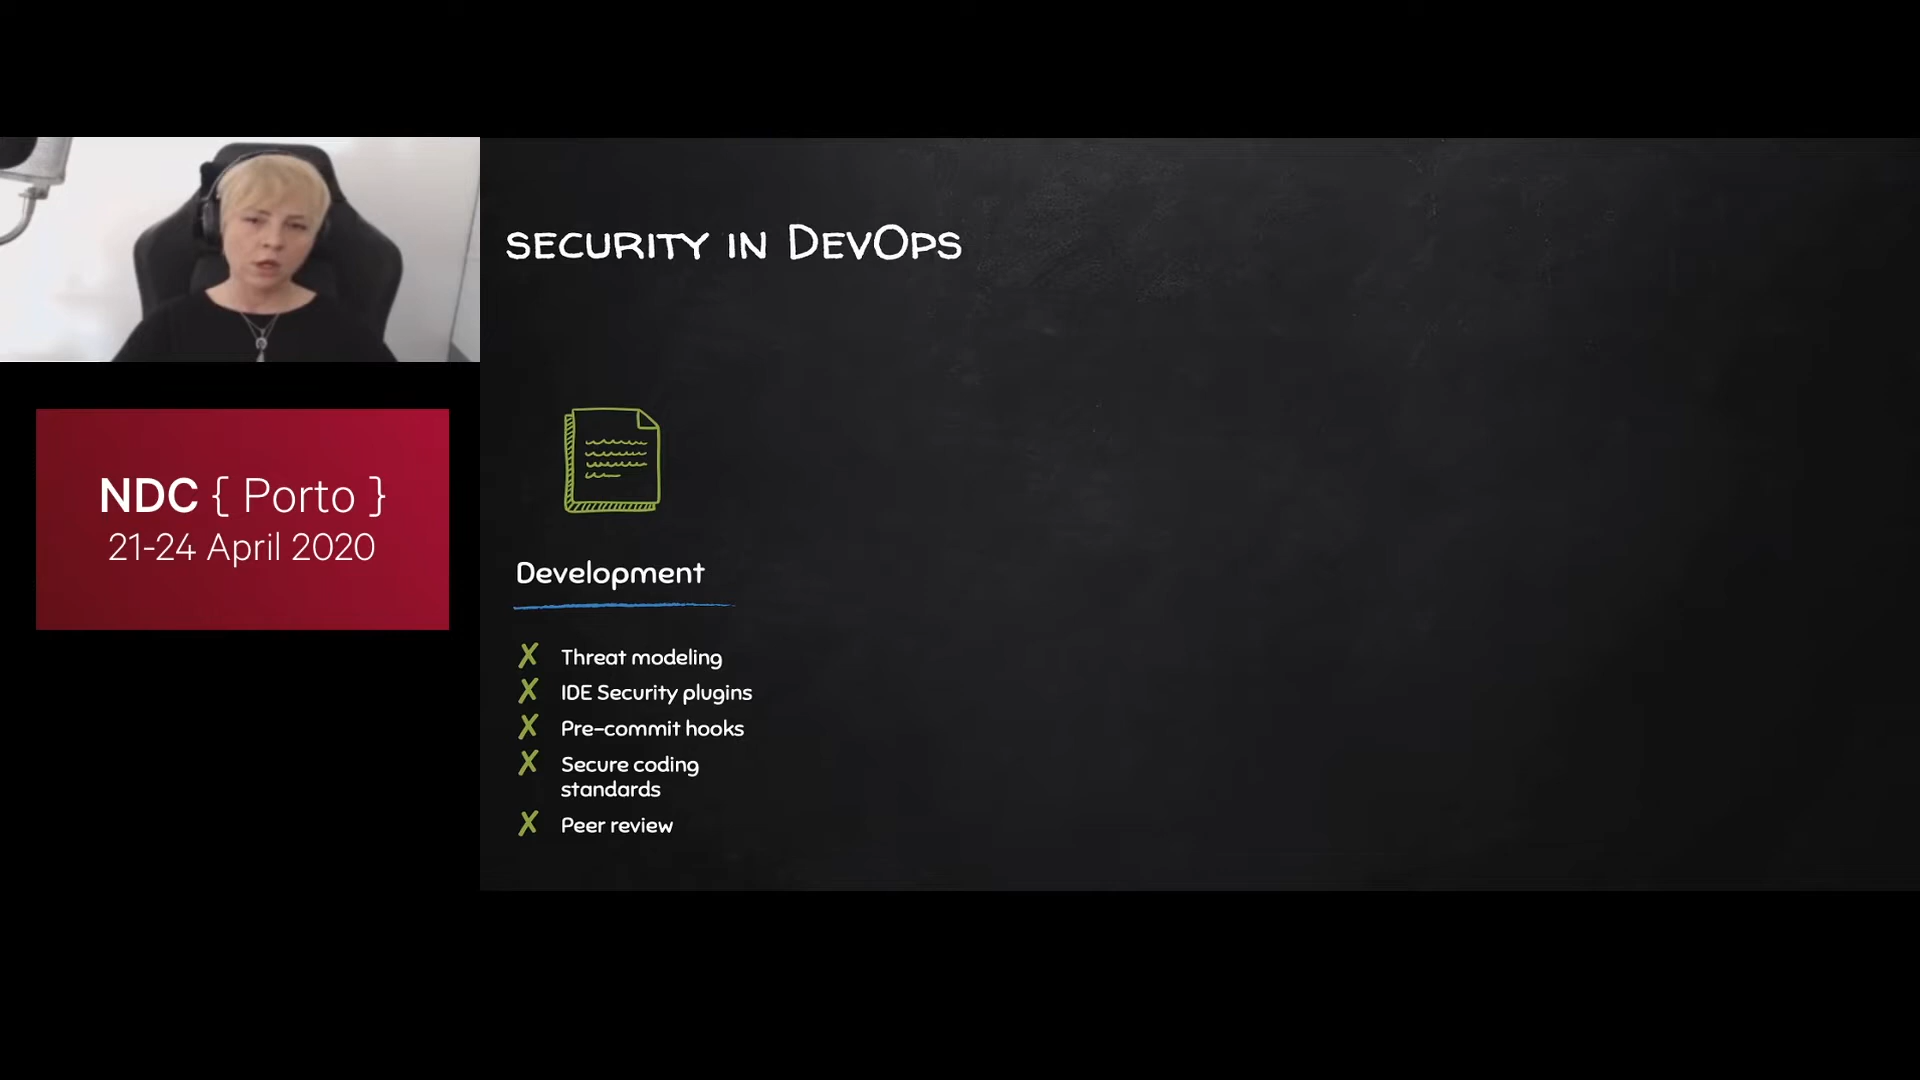 SECURITY IN DEVOPS
NDC { Porto }
21-24 April 2020
Development
✗ Threat modeling
✗ IDE Security plugins
✗ Pre-commit hooks
✗ Secure coding
standards
✗ Peer review